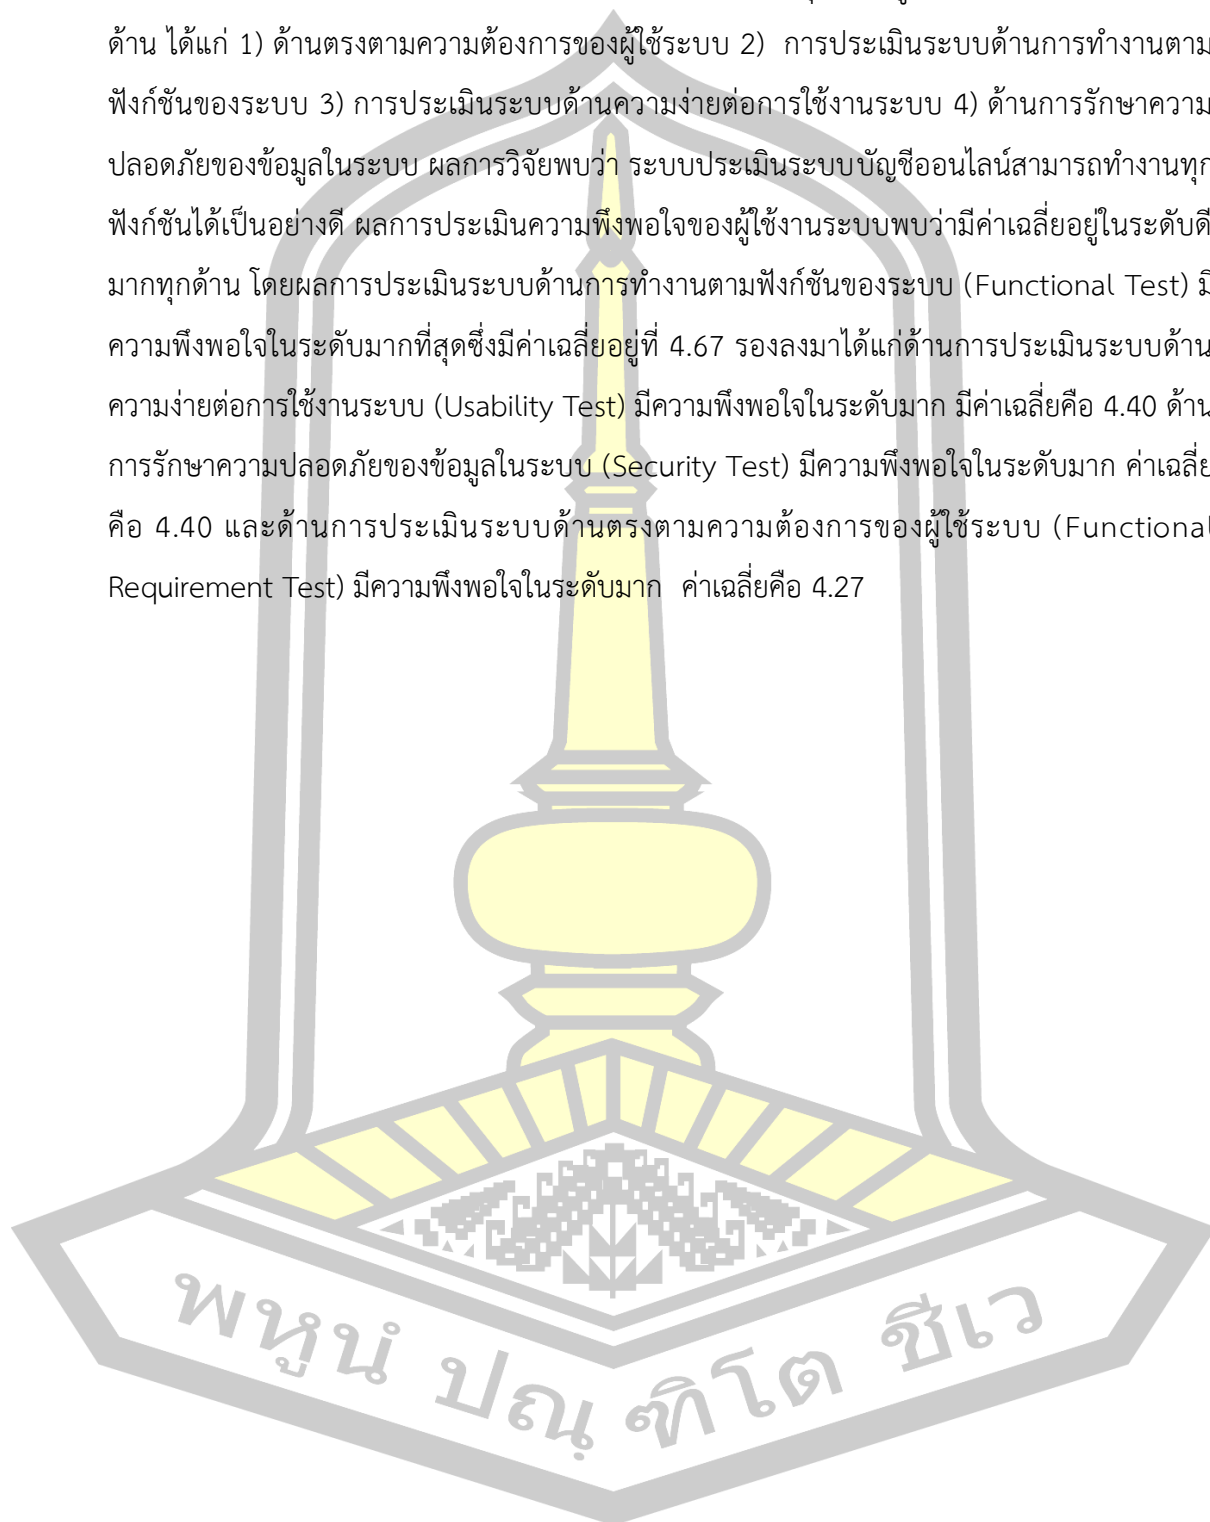 ด้าน ได้แก่ 1) ด้านตรงตามความต้องการของผู้ใช้ระบบ 2) การประเมินระบบด้านการทำงานตาม
ฟังก์ชันของระบบ 3) การประเมินระบบด้านความง่ายต่อการใช้งานระบบ 4) ด้านการรักษาความ
ปลอดภัยของข้อมูลในระบบ ผลการวิจัยพบว่า ระบบประเมินระบบบัญชีออนไลน์สามารถทำงานทุก
ฟังก์ชันได้เป็นอย่างดี ผลการประเมินความพึงพอใจของผู้ใช้งานระบบพบว่ามีค่าเฉลี่ยอยู่ในระดับดี
มากทุกด้าน โดยผลการประเมินระบบด้านการทำงานตามฟังก์ชันของระบบ (Functional Test) มี
ความพึงพอใจในระดับมากที่สุดซึ่งมีค่าเฉลี่ยอยู่ที่ 4.67 รองลงมาได้แก่ด้านการประเมินระบบด้าน
ความง่ายต่อการใช้งานระบบ (Usability Test) มีความพึงพอใจในระดับมาก มีค่าเฉลี่ยคือ 4.40 ด้าน
การรักษาความปลอดภัยของข้อมูลในระบบ (Security Test) มีความพึงพอใจในระดับมาก ค่าเฉลี่ย
คือ 4.40 และด้านการประเมินระบบด้านตรงตามความต้องการของผู้ใช้ระบบ (Functional
Requirement Test) มีความพึงพอใจในระดับมาก ค่าเฉลี่ยคือ 4.27
พหูนํ ปณฺ ฑิโต ชีเว